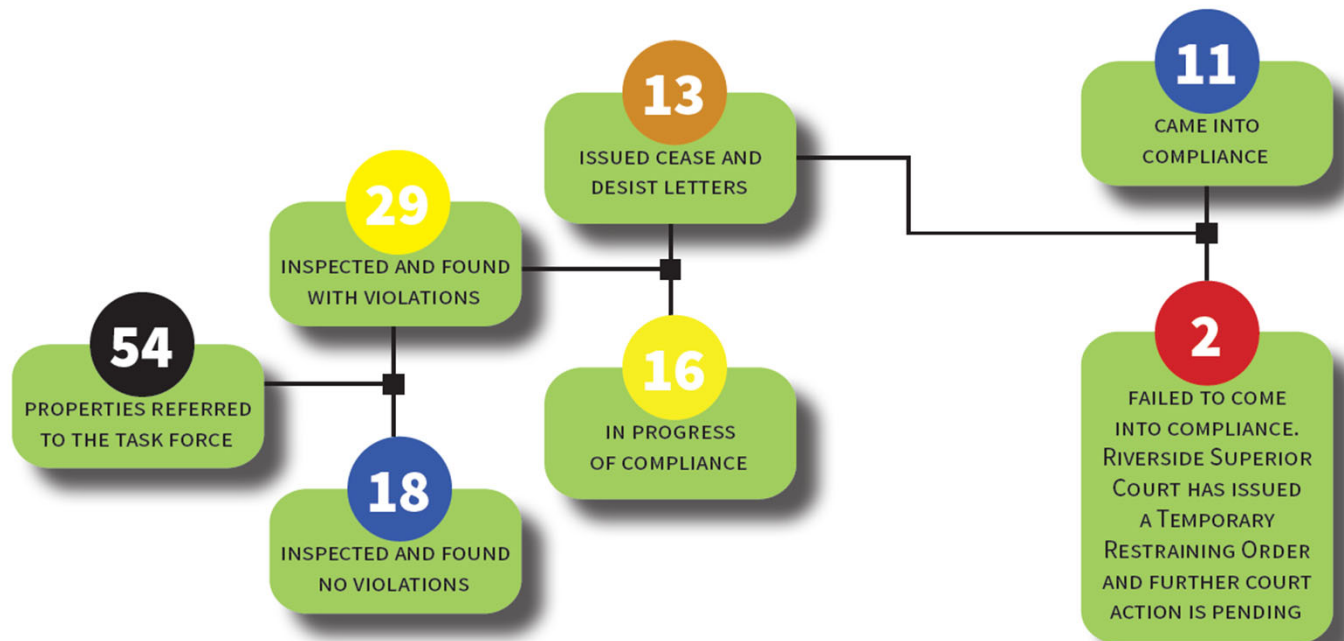 54
PROPERTIES REFERRED
TO THE TASK FORCE
29
INSPECTED AND FOUND
WITH VIOLATIONS
18
INSPECTED AND FOUND
NO VIOLATIONS
13
ISSUED CEASE AND
DESIST LETTERS
16
IN PROGRESS
OF COMPLIANCE
11
CAME INTO
COMPLIANCE
2
FAILED TO COME
INTO COMPLIANCE.
RIVERSIDE SUPERIOR
COURT HAS ISSUED
A TEMPORARY
RESTRAINING ORDER
AND FURTHER COURT
ACTION IS PENDING